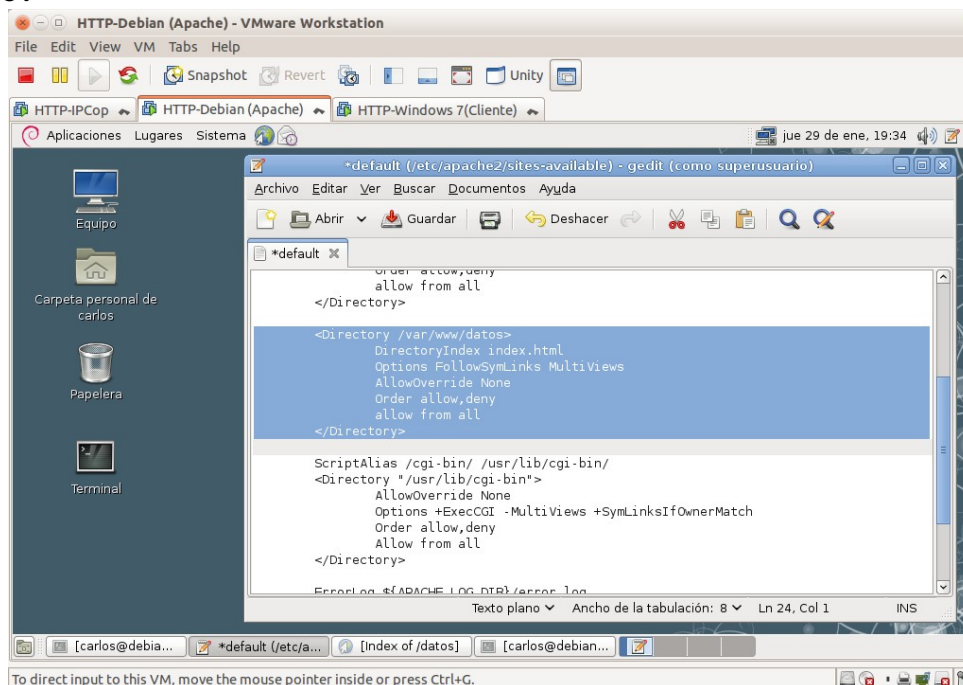 HTTP-Debian (Apache) - VMware Workstation
File Edit View VM Tabs Help
Snapshot Revert Unity
HTTP-IPCop HTTP-Debian (Apache) HTTP-Windows 7(Cliente)
Aplicaciones Lugares Sistema jue 29 de ene, 19:34
*default (/etc/apache2/sites-available) - gedit (como superusuario)
Archivo Editar Ver Buscar Documentos Ayuda
Abrir Guardar Deshacer
*default
Equipo
Carpeta personal de
carlos
Papelera
Terminal
Order allow,deny
allow from all
</Directory>
<Directory /var/www/datos>
DirectoryIndex index.html
Options FollowSymLinks MultiViews
AllowOverride None
Order allow,deny
allow from all
</Directory>
ScriptAlias /cgi-bin/ /usr/lib/cgi-bin/
<Directory "/usr/lib/cgi-bin">
AllowOverride None
Options +ExecCGI -MultiViews +SymLinksIfOwnerMatch
Order allow,deny
Allow from all
</Directory>
ErrorLog ${APACHE_LOG_DIR}/error.log
Texto plano Ancho de la tabulación: 8 Ln 24, Col 1 INS
[carlos@debia... *default (/etc/a... [Index of /datos] [carlos@debian...
To direct input to this VM, move the mouse pointer inside or press Ctrl+G.